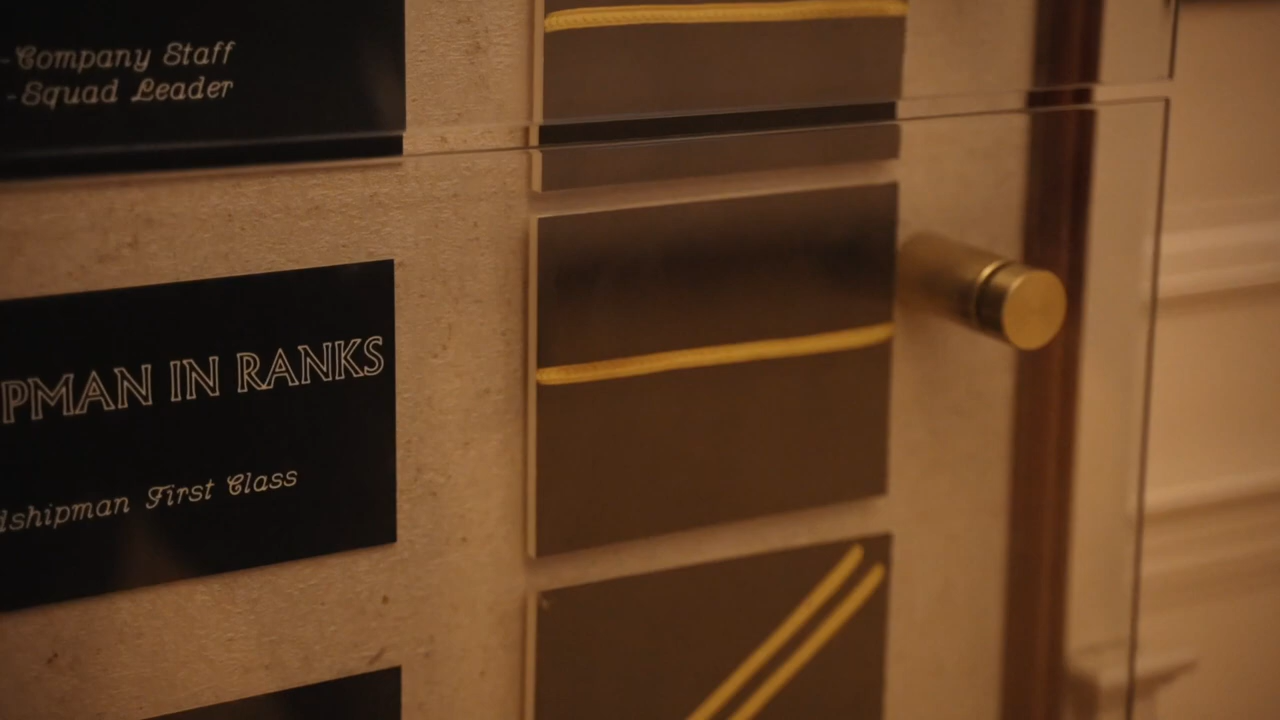 -Company Staff
-Squad Leader
PMAN IN RANKS
dshipman First Class